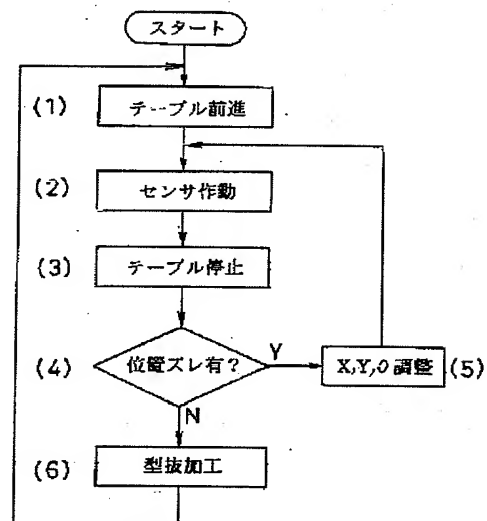 スタート
(1) テーブル前進
(2) センサ作動
(3) テーブル停止
(4) 位置ズレ有? Y
X,Y,θ 調整 (5)
N
(6) 型抜加工